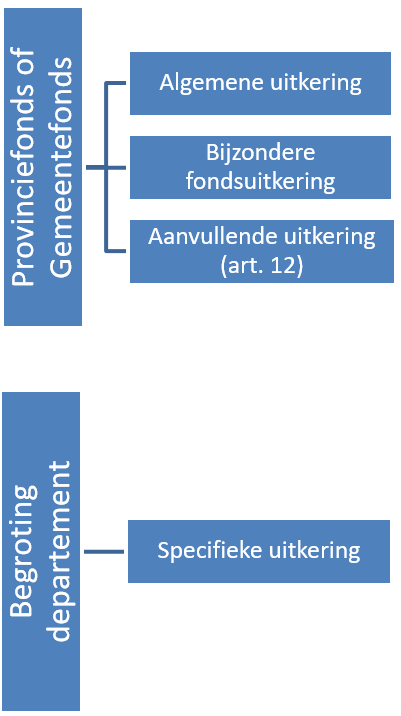 Provinciefonds of
Gemeentefonds
Algemene uitkering
Bijzondere
fondsuitkering
Aanvullende uitkering
(art. 12)
Begroting
departement
Specifieke uitkering